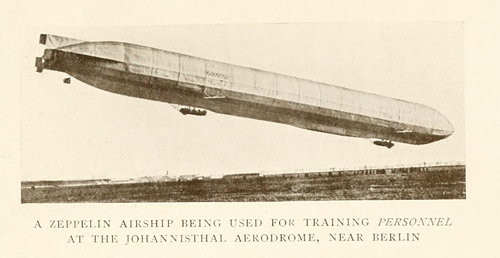 A ZEPPELIN AIRSHIP BEING USED FOR TRAINING PERSONNEL
AT THE JOHANNISTHAL AERODROME, NEAR BERLIN